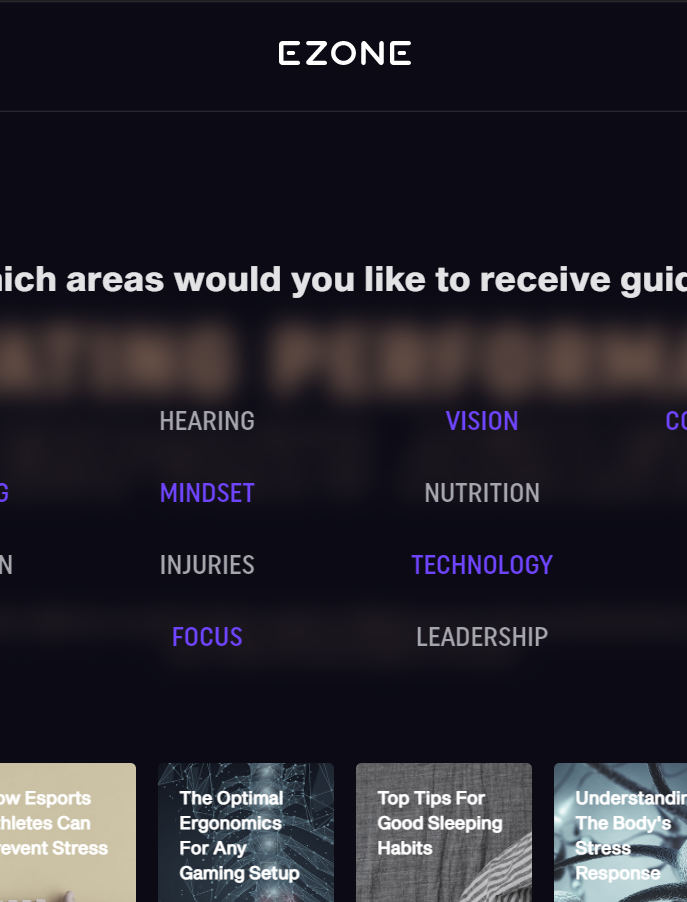 EZONE
ich areas would you like to receive guid
HEARING VISION CO
G MINDSET NUTRITION
N INJURIES TECHNOLOGY
FOCUS LEADERSHIP
ow Esports
hletes Can
event Stress
The Optimal
Ergonomics
For Any
Gaming Setup
Top Tips For
Good Sleeping
Habits
Understandin
The Body's
Stress
Response